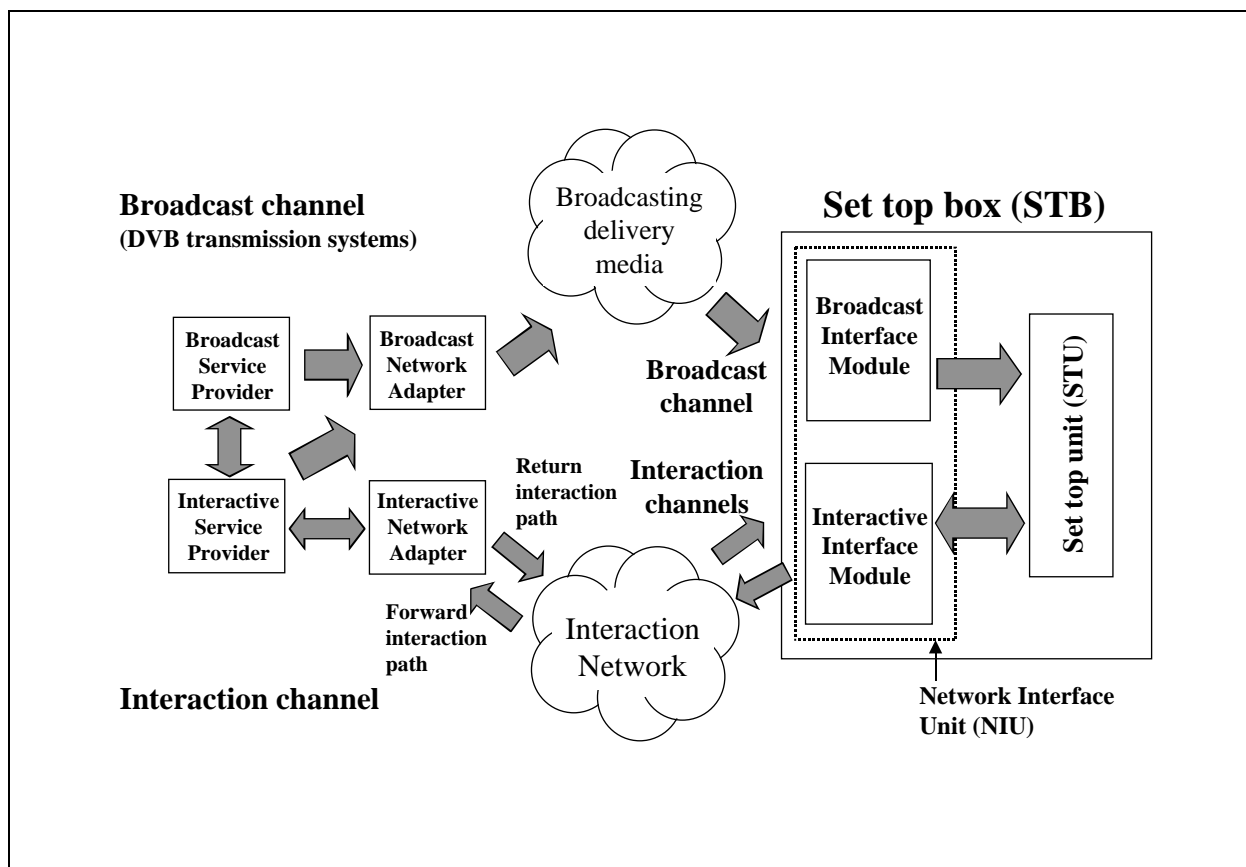 Broadcast channel
(DVB transmission systems)
Broadcasting
delivery
media
Set top box (STB)
Broadcast
Service
Provider
Broadcast
Network
Adapter
Broadcast
channel
Broadcast
Interface
Module
Set top unit (STU)
Interactive
Service
Provider
Interactive
Network
Adapter
Return
interaction
path
Interaction
channels
Interactive
Interface
Module
Forward
interaction
path
Interaction
Network
Interaction channel
Network Interface
Unit (NIU)